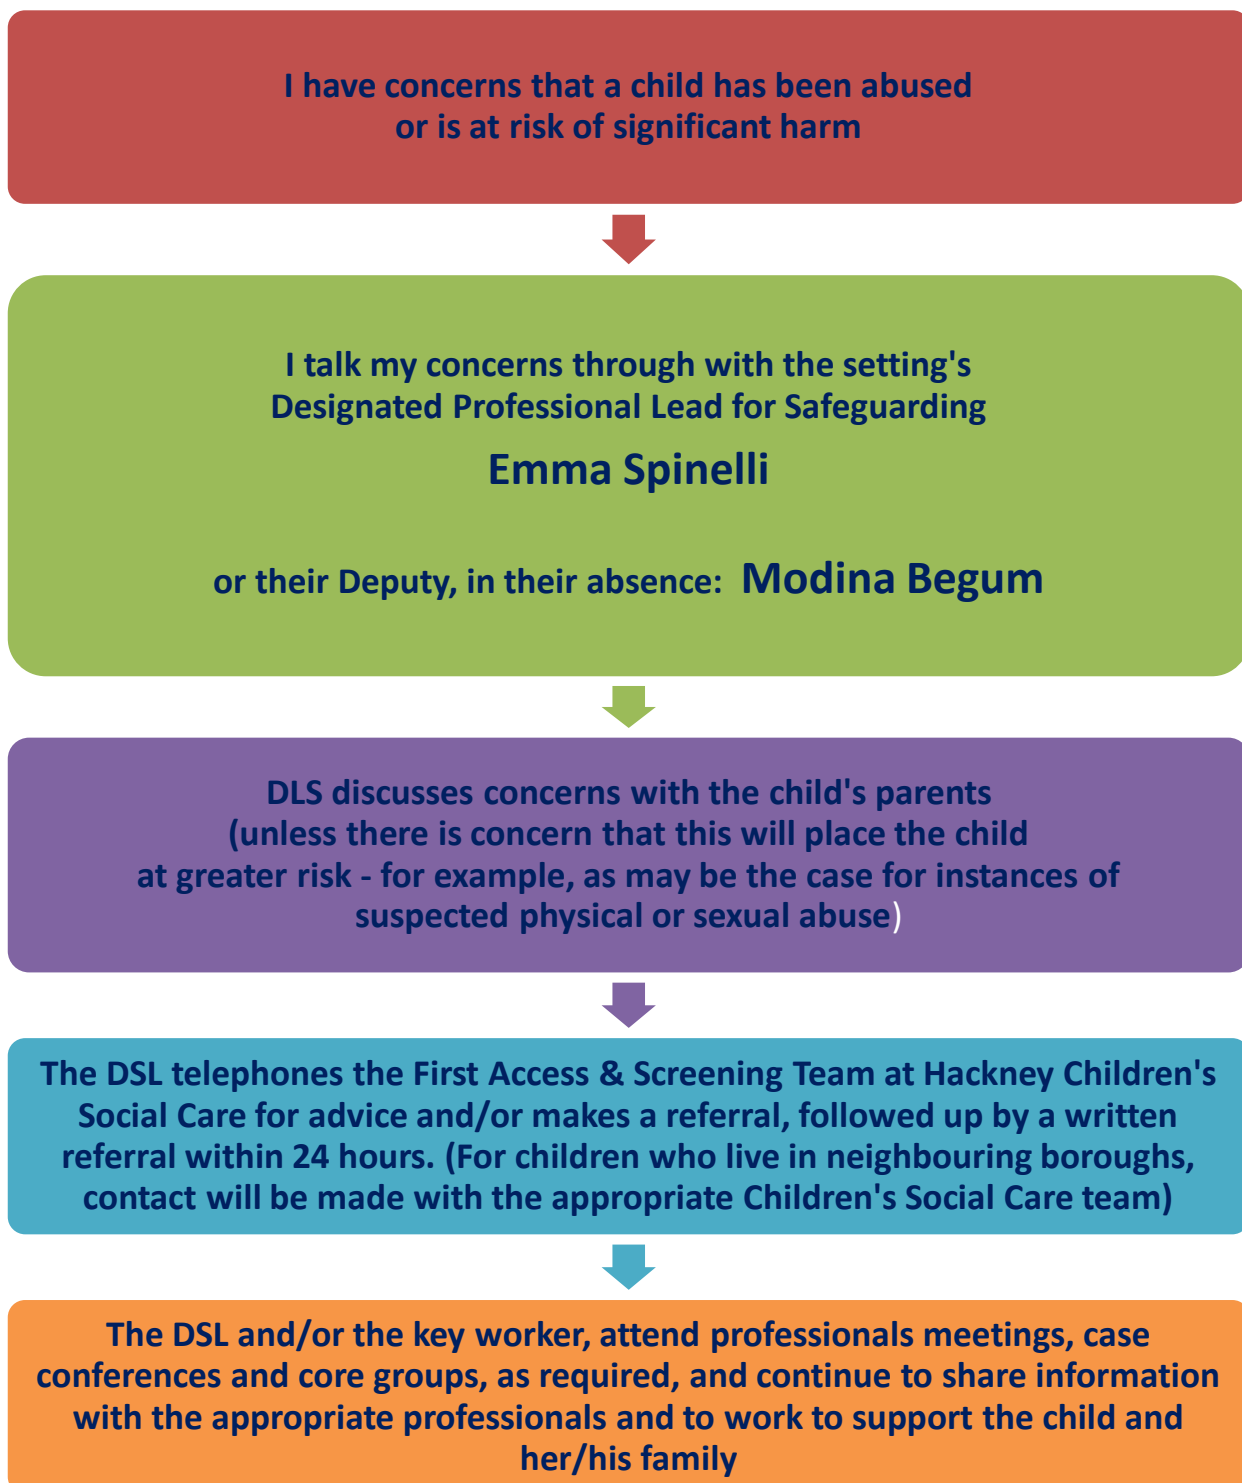 I have concerns that a child has been abused
or is at risk of significant harm
I talk my concerns through with the setting's
Designated Professional Lead for Safeguarding
Emma Spinelli
or their Deputy, in their absence: Modina Begum
DLS discusses concerns with the child's parents
(unless there is concern that this will place the child
at greater risk - for example, as may be the case for instances of
suspected physical or sexual abuse)
The DSL telephones the First Access & Screening Team at Hackney Children's
Social Care for advice and/or makes a referral, followed up by a written
referral within 24 hours. (For children who live in neighbouring boroughs,
contact will be made with the appropriate Children's Social Care team)
The DSL and/or the key worker, attend professionals meetings, case
conferences and core groups, as required, and continue to share information
with the appropriate professionals and to work to support the child and
her/his family